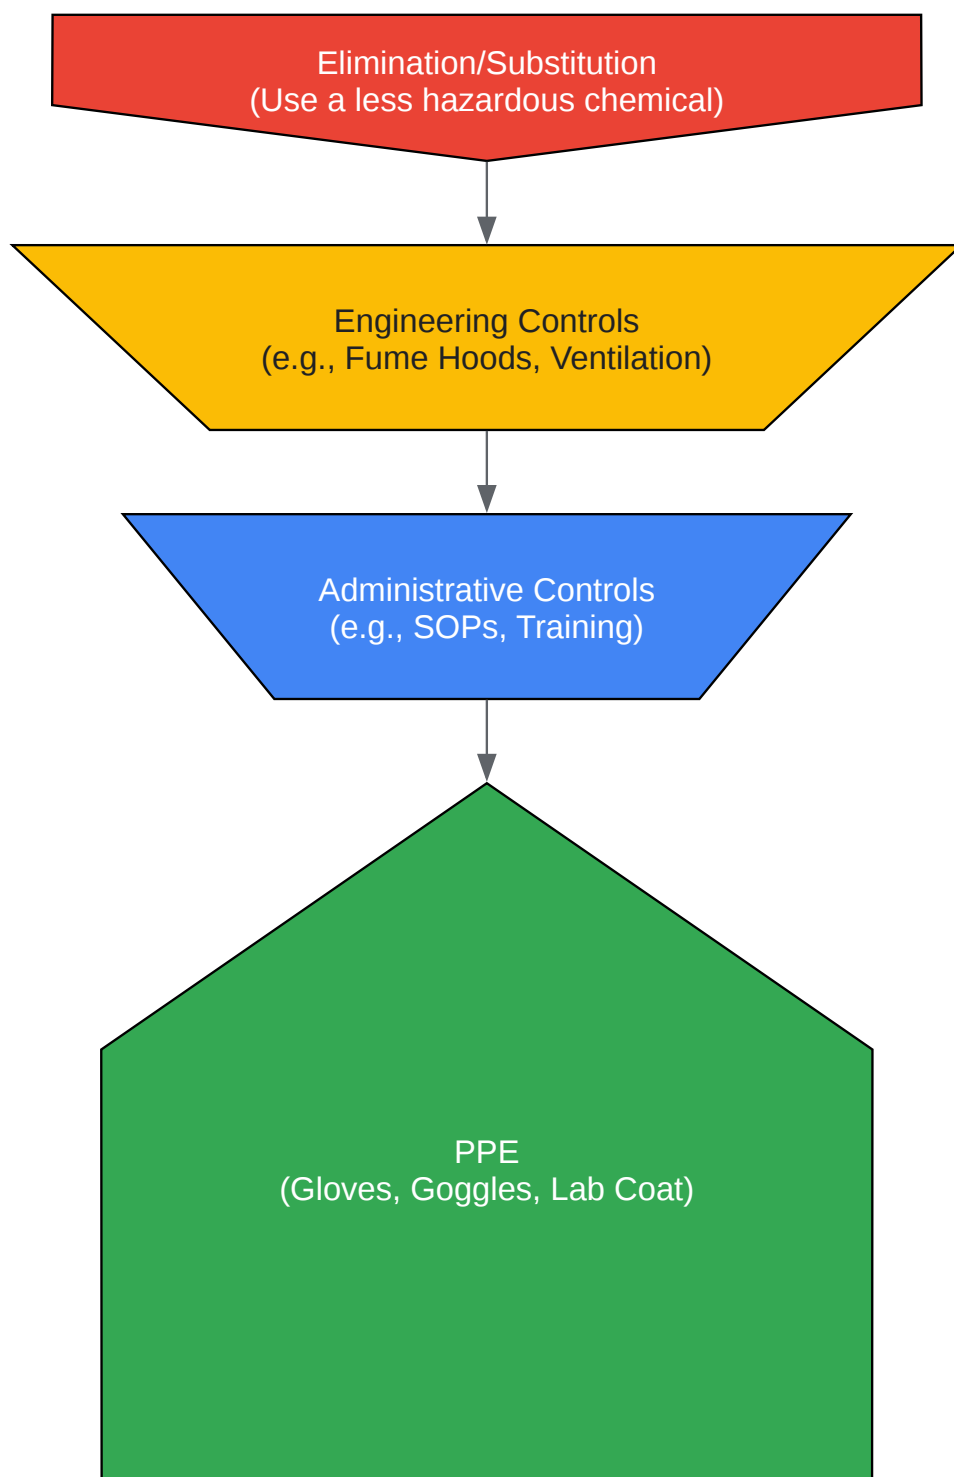 Elimination/Substitution
(Use a less hazardous chemical)
Engineering Controls
(e.g., Fume Hoods, Ventilation)
Administrative Controls
(e.g., SOPs, Training)
PPE
(Gloves, Goggles, Lab Coat)